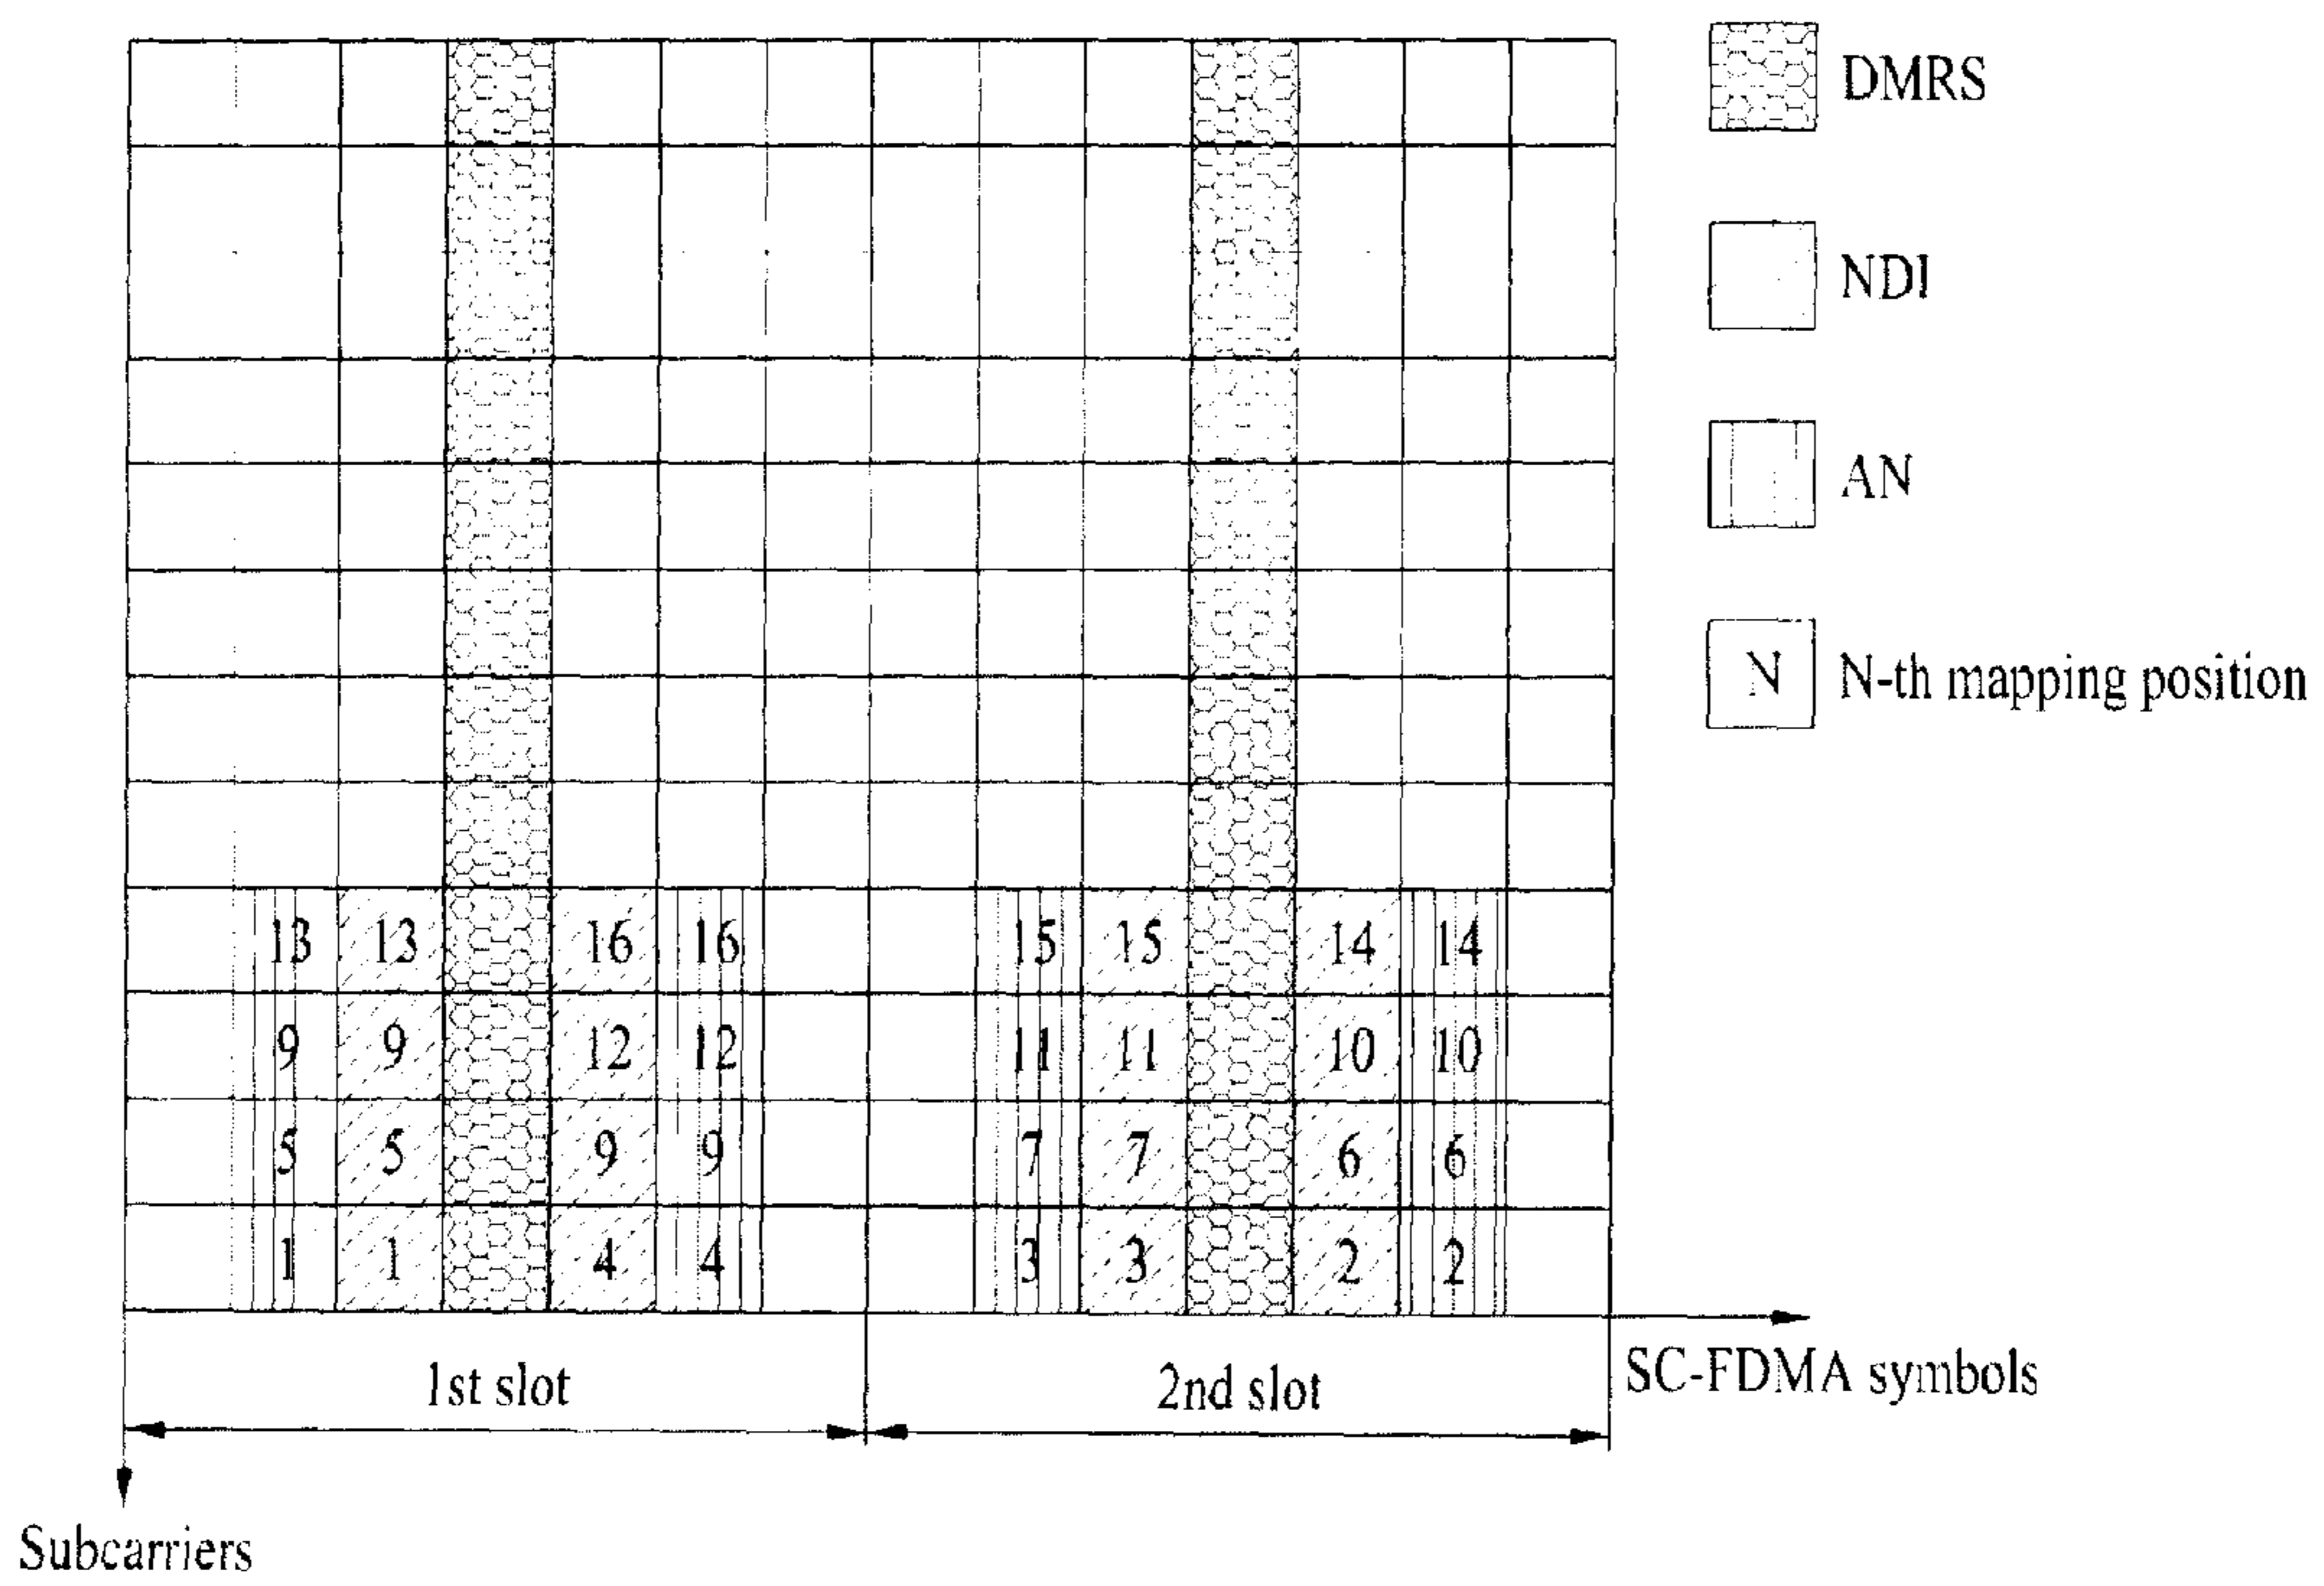 DMRS
NDI
AN
N N-th mapping position
13 13 16 16 15 15 14 14
9 9 12 12 11 11 10 10
5 5 9 9 7 7 6 6
1 1 4 4 3 3 2 2
1st slot 2nd slot SC-FDMA symbols
Subcarriers